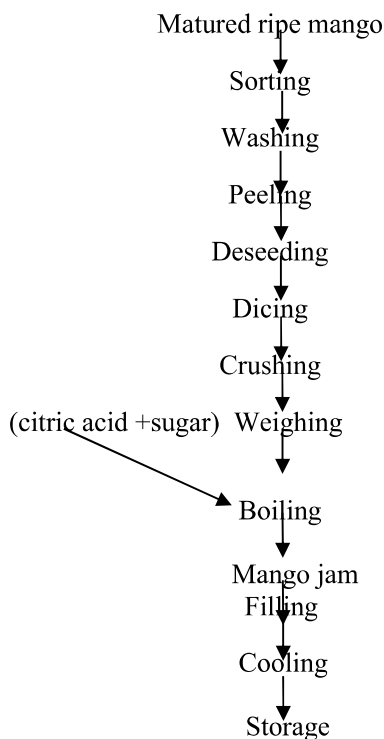 Matured ripe mango
Sorting
Washing
Peeling
Deseeding
Dicing
Crushing
(citric acid +sugar) Weighing
Boiling
Mango jam
Filling
Cooling
Storage